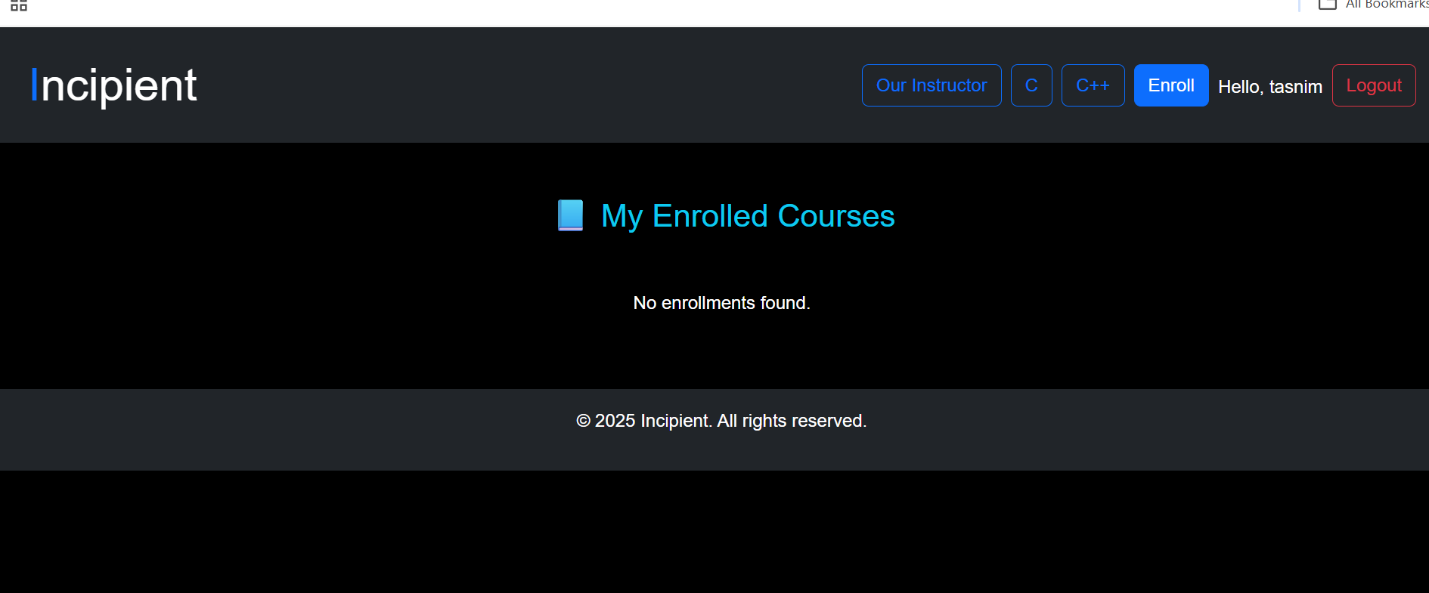 All Bookmarks
Incipient
Our Instructor C C++ Enroll Hello, tasnim Logout
My Enrolled Courses
No enrollments found.
© 2025 Incipient. All rights reserved.